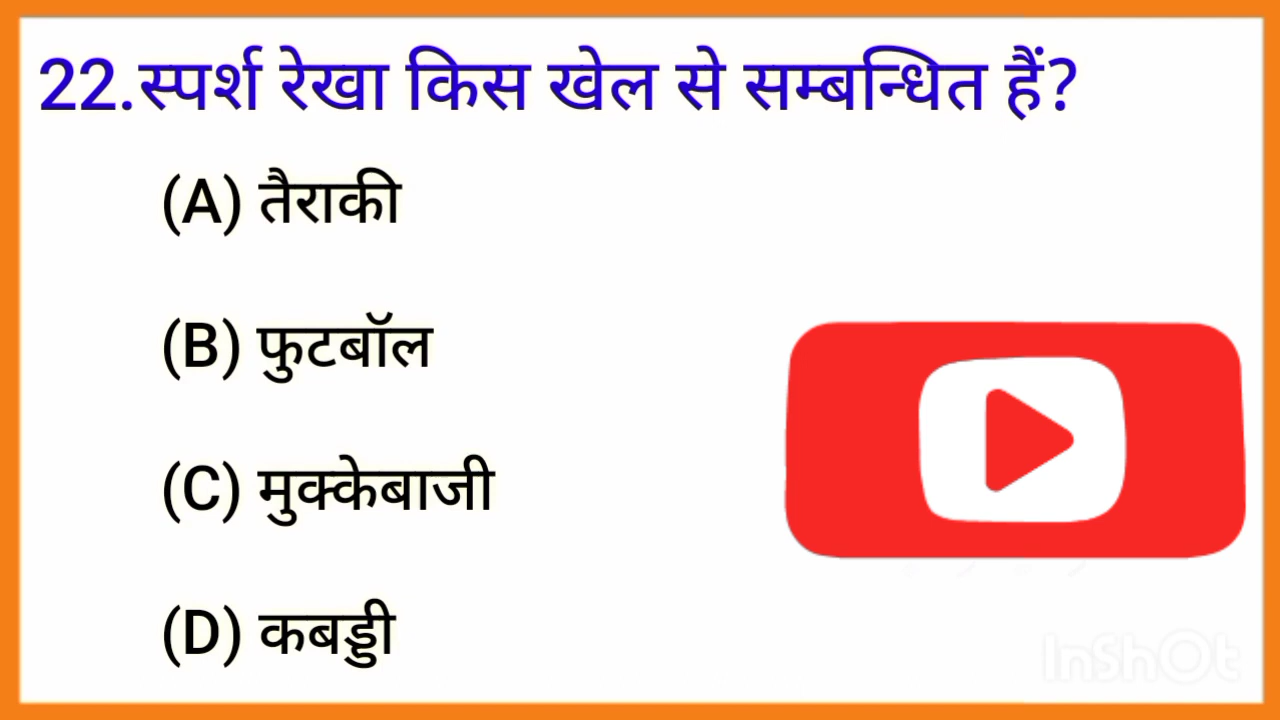 22.स्पर्श रेखा किस खेल से सम्बन्धित हैं?
(A) तैराकी
(B) फुटबॉल
(C) मुक्केबाजी
(D) कबड्डी
InShOt